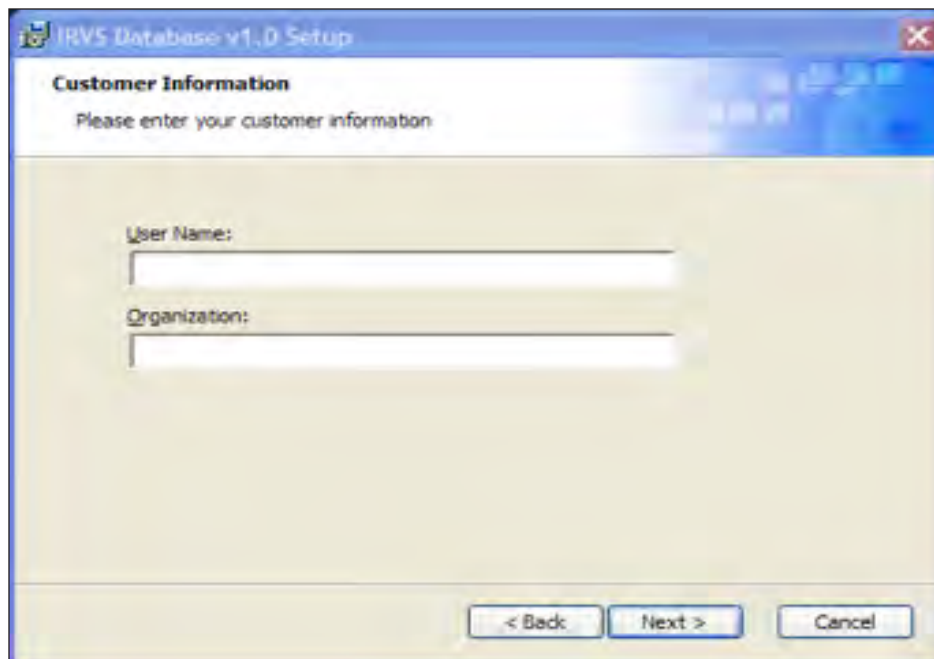 IRVS Database v1.0 Setup
Customer Information
Please enter your customer information
User Name:
Organization:
< Back Next > Cancel